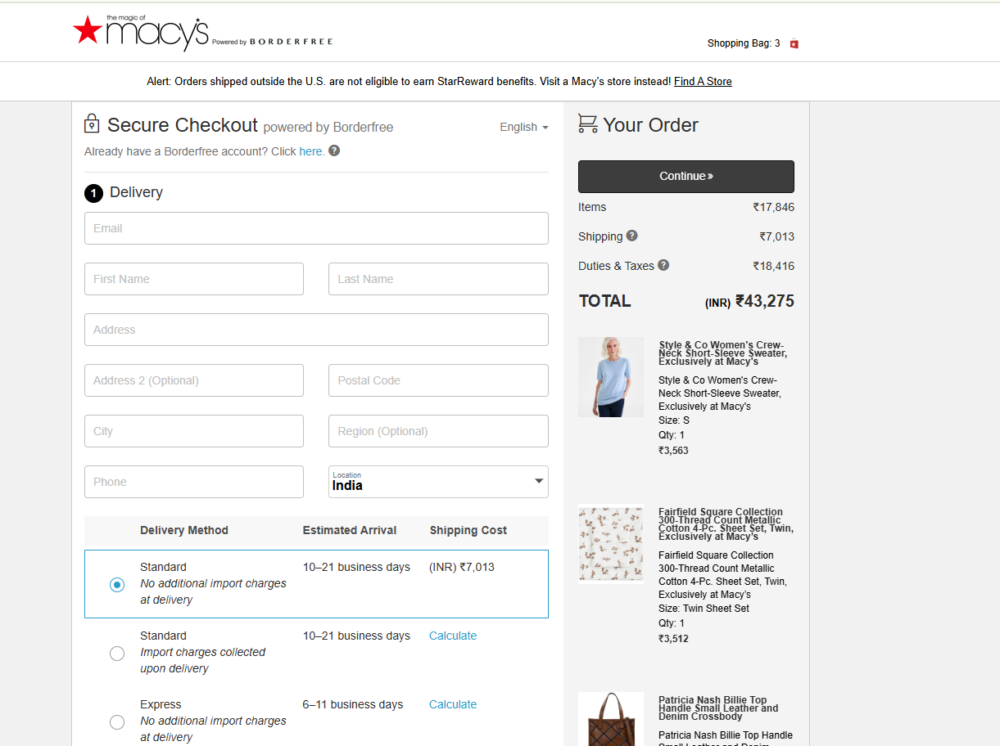 the magic of
macy's Powered by BORDERFREE
Shopping Bag: 3
Alert: Orders shipped outside the U.S. are not eligible to earn StarReward benefits. Visit a Macy's store instead! Find A Store
Secure Checkout powered by Borderfree
English
Already have a Borderfree account? Click here. ?
1 Delivery
Email
First Name
Last Name
Address
Address 2 (Optional)
Postal Code
City
Region (Optional)
Phone
Location
India
Delivery Method Estimated Arrival Shipping Cost
Standard 10–21 business days (INR) ₹7,013
No additional import charges
at delivery
Standard 10–21 business days Calculate
Import charges collected
upon delivery
Express 6–11 business days Calculate
No additional import charges
at delivery
Your Order
Continue »
Items ₹17,846
Shipping ? ₹7,013
Duties & Taxes ? ₹18,416
TOTAL (INR) ₹43,275
Style & Co Women's Crew-
Neck Short-Sleeve Sweater,
Exclusively at Macy's
Style & Co Women's Crew-
Neck Short-Sleeve Sweater,
Exclusively at Macy's
Size: S
Qty: 1
₹3,563
Fairfield Square Collection
300-Thread Count Metallic
Cotton 4-Pc. Sheet Set, Twin,
Exclusively at Macy's
Fairfield Square Collection
300-Thread Count Metallic
Cotton 4-Pc. Sheet Set, Twin,
Exclusively at Macy's
Size: Twin Sheet Set
Qty: 1
₹3,512
Patricia Nash Billie Top
Handle Small Leather and
Denim Crossbody
Patricia Nash Billie Top Handle
Small Leather and Denim